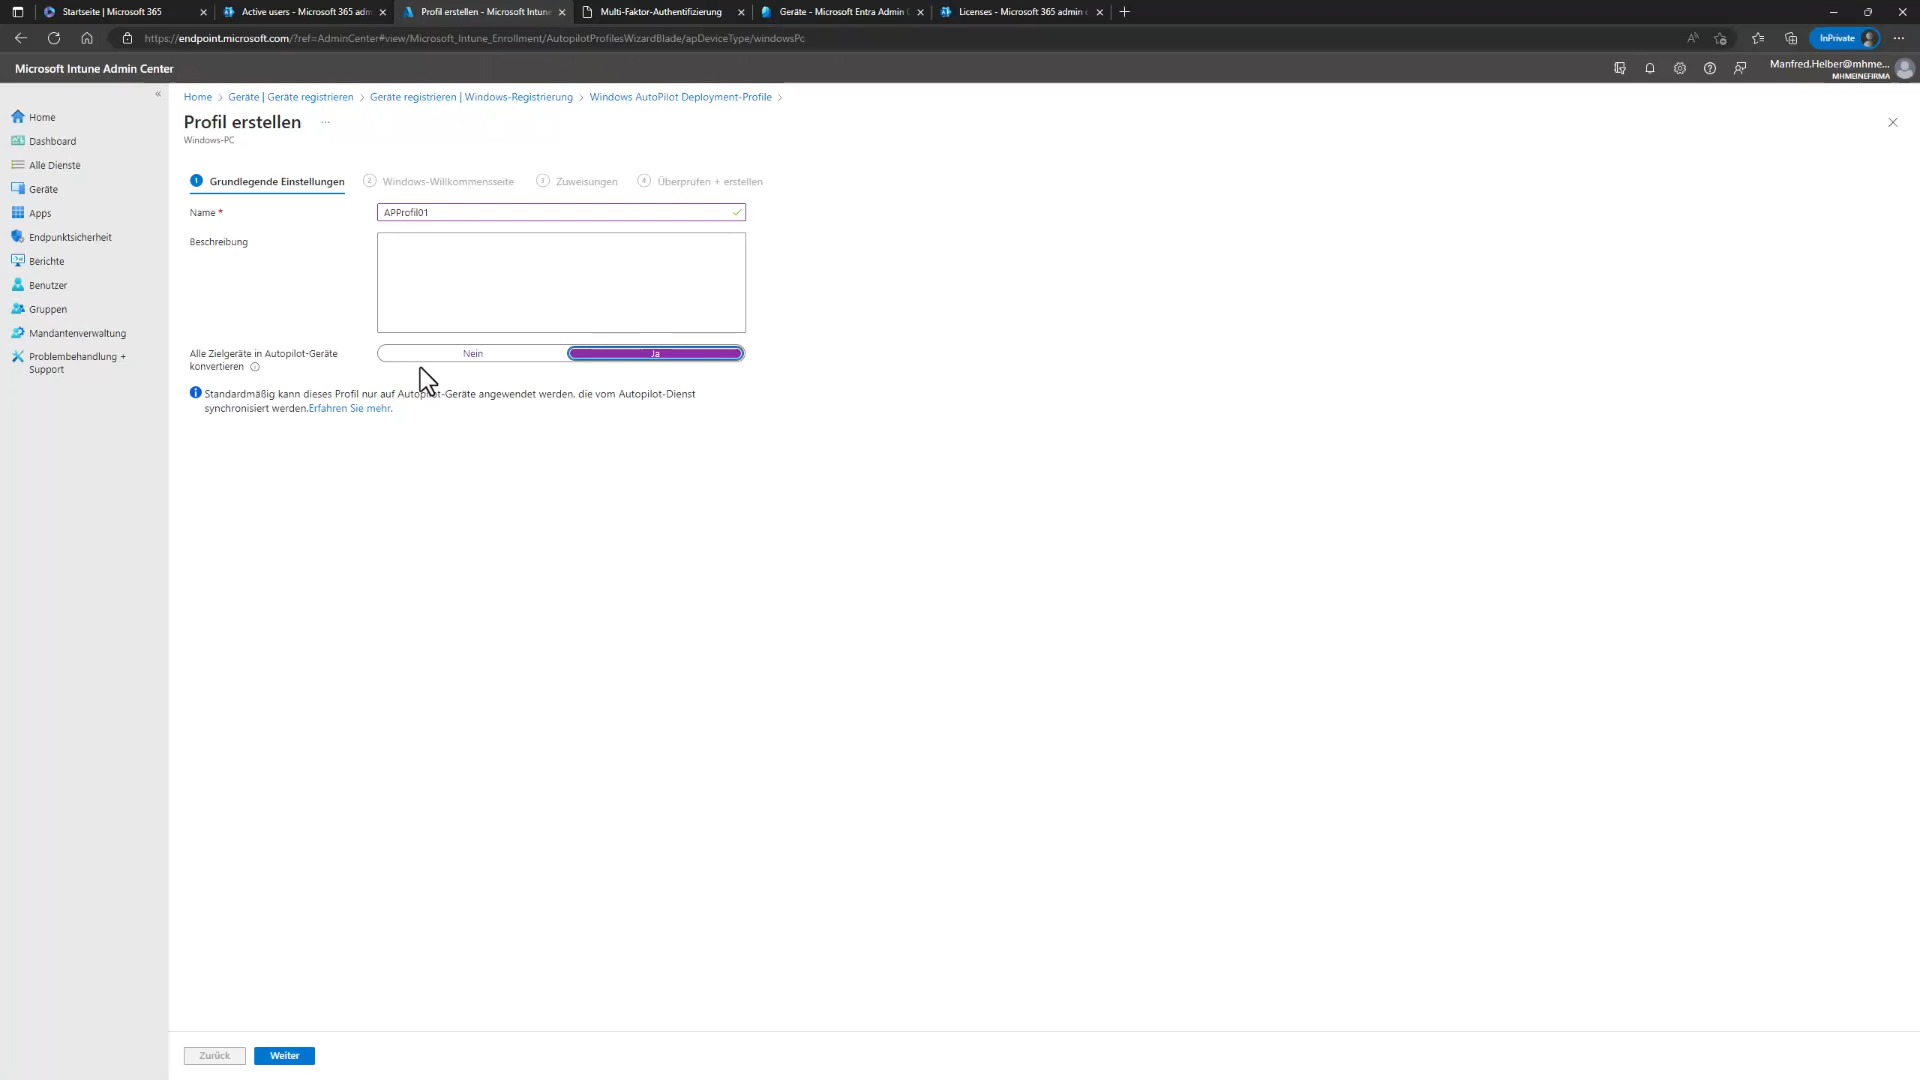 Startseite | Microsoft 365
Active users - Microsoft 365 adm
Profil erstellen - Microsoft Intune
Multi-Faktor-Authentifizierung
Geräte - Microsoft Entra Admin C
Licenses - Microsoft 365 admin c
https://endpoint.microsoft.com/?ref=AdminCenter#view/Microsoft_Intune_Enrollment/AutopilotProfilesWizardBlade/apDeviceType/windowsPc
InPrivate
Microsoft Intune Admin Center
Manfred.Helber@mhme...
MHMEINEFIRMA
Home
Dashboard
Alle Dienste
Geräte
Apps
Endpunktsicherheit
Berichte
Benutzer
Gruppen
Mandantenverwaltung
Problembehandlung +
Support
Home > Geräte | Geräte registrieren > Geräte registrieren | Windows-Registrierung > Windows AutoPilot Deployment-Profile >
Profil erstellen ...
Windows-PC
1 Grundlegende Einstellungen 2 Windows-Willkommensseite 3 Zuweisungen 4 Überprüfen + erstellen
Name * APProfil01
Beschreibung
Alle Zielgeräte in Autopilot-Geräte
konvertieren
Nein Ja
Standardmäßig kann dieses Profil nur auf Autopilot-Geräte angewendet werden, die vom Autopilot-Dienst
synchronisiert werden.Erfahren Sie mehr.
Zurück Weiter